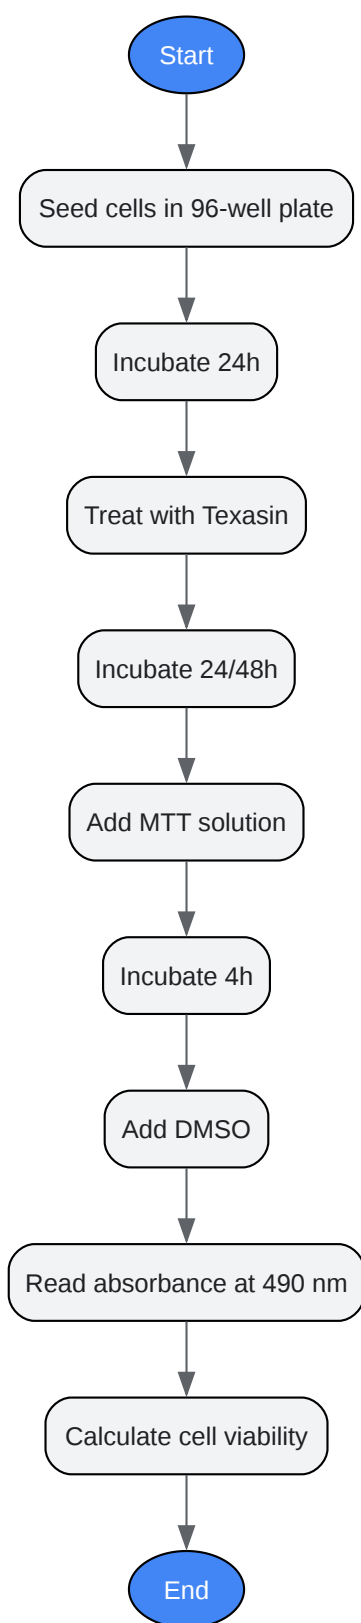 Start
Seed cells in 96-well plate
Incubate 24h
Treat with Texasin
Incubate 24/48h
Add MTT solution
Incubate 4h
Add DMSO
Read absorbance at 490 nm
Calculate cell viability
End